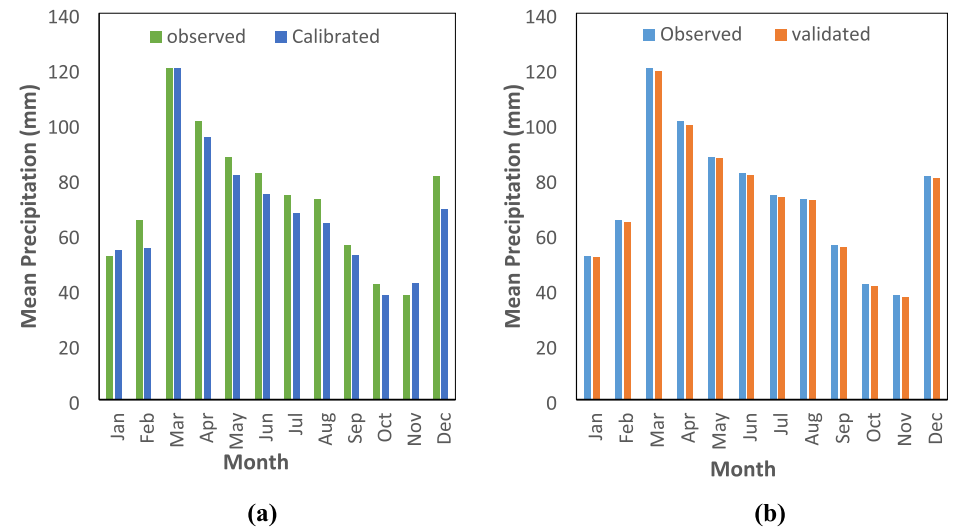 140
120
100
80
60
40
20
0
Mean Precipitation (mm)
observed Calibrated
Jan Feb Mar Apr May Jun Jul Aug Sep Oct Nov Dec
Month
(a)
140
120
100
80
60
40
20
0
Mean Precipitation (mm)
Observed validated
Jan Feb Mar Apr May Jun Jul Aug Sep Oct Nov Dec
Month
(b)